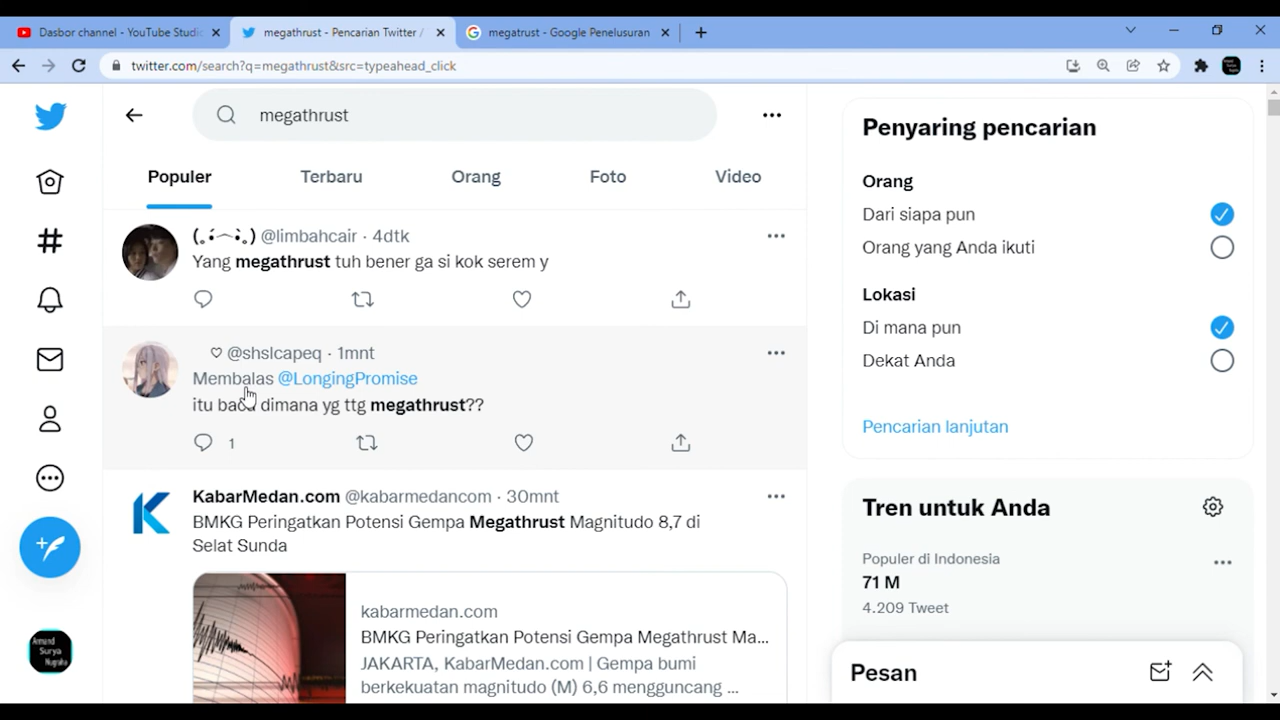 Dasbor channel - YouTube Studio
megathrust - Pencarian Twitter /
megatrust - Google Penelusuran
twitter.com/search?q=megathrust&src=typeahead_click
megathrust
Populer
Terbaru
Orang
Foto
Video
(｡•́︿•̀｡) @limbahcair · 4dtk
Yang megathrust tuh bener ga si kok serem y
♡ @shslcapeq · 1mnt
Membalas @LongingPromise
itu baca dimana yg ttg megathrust??
1
KabarMedan.com @kabarmedancom · 30mnt
BMKG Peringatkan Potensi Gempa Megathrust Magnitudo 8,7 di
Selat Sunda
kabarmedan.com
BMKG Peringatkan Potensi Gempa Megathrust Ma...
JAKARTA, KabarMedan.com | Gempa bumi
berkekuatan magnitudo (M) 6,6 mengguncang ...
Penyaring pencarian
Orang
Dari siapa pun
Orang yang Anda ikuti
Lokasi
Di mana pun
Dekat Anda
Pencarian lanjutan
Tren untuk Anda
Populer di Indonesia
71 M
4.209 Tweet
Pesan
Armand
Surya
Nugraha